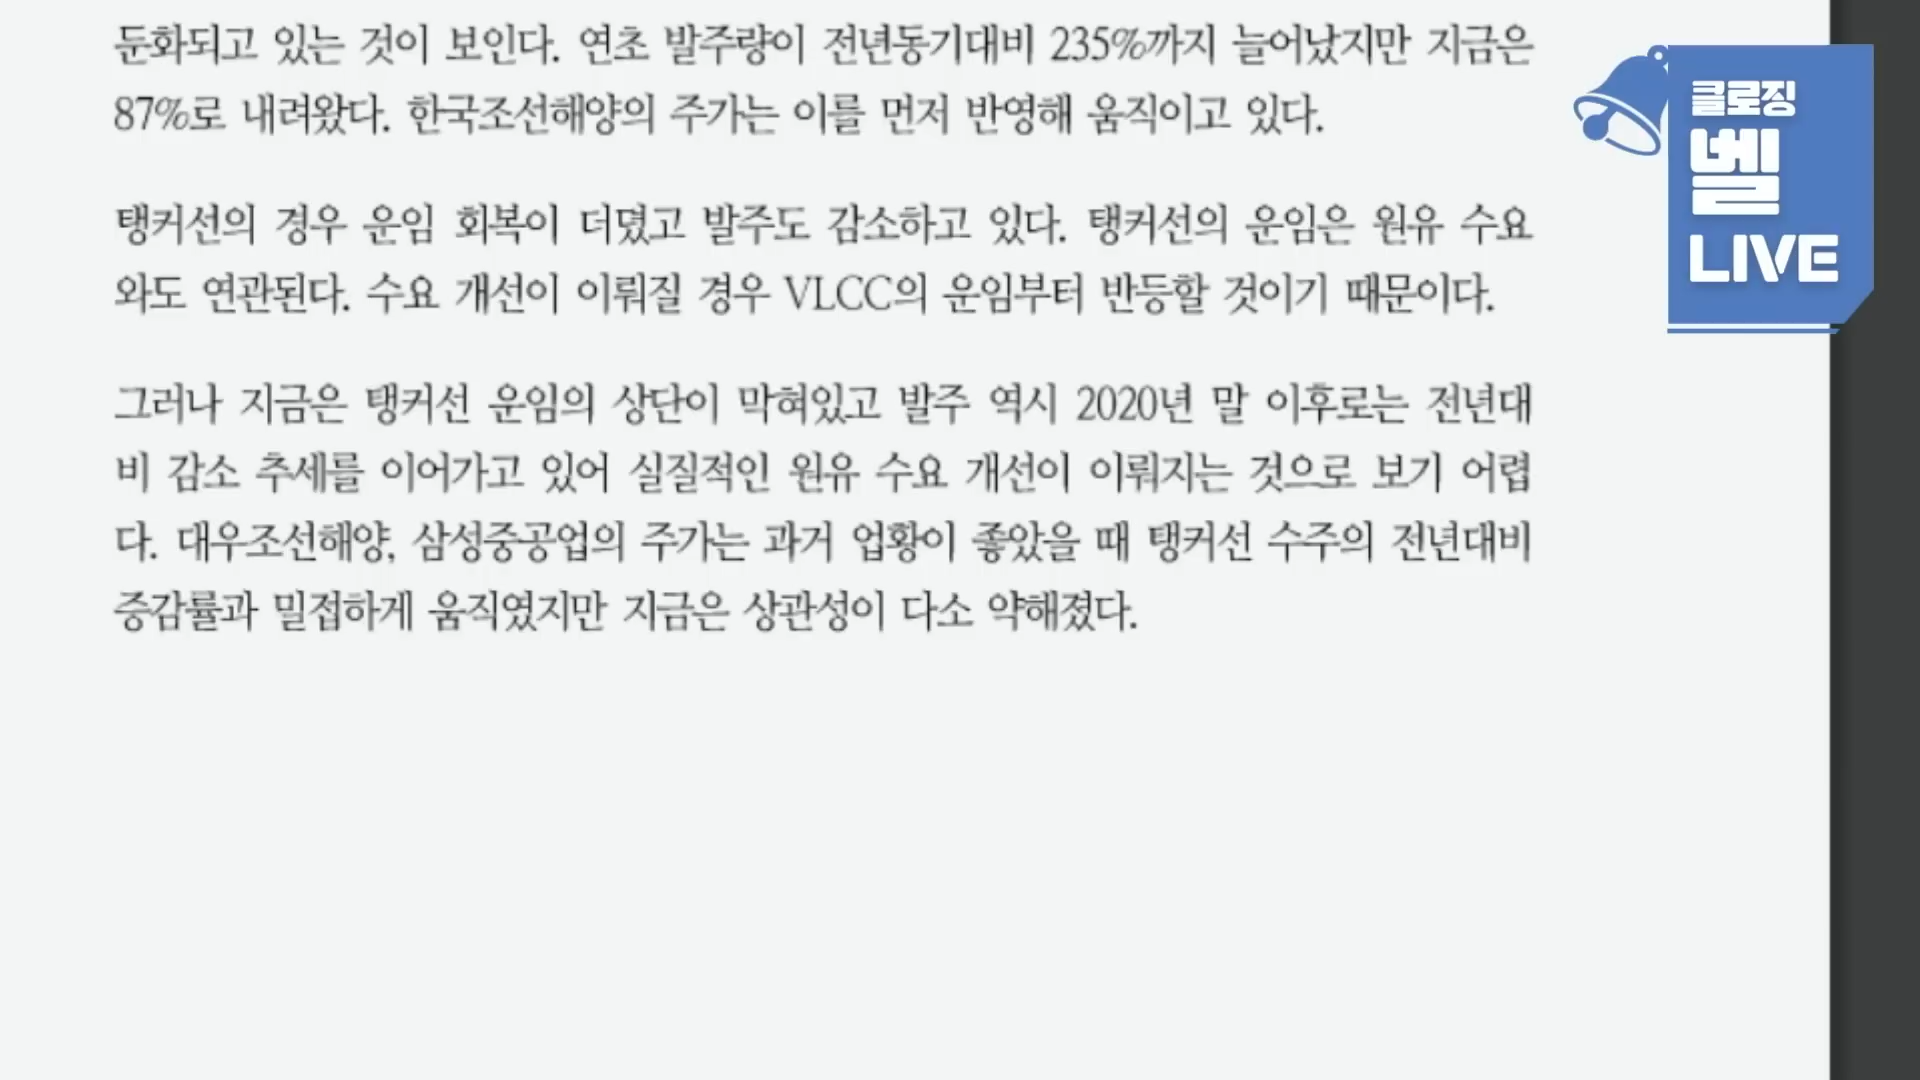 둔화되고 있는 것이 보인다. 연초 발주량이 전년동기대비 235%까지 늘어났지만 지금은
87%로 내려왔다. 한국조선해양의 주가는 이를 먼저 반영해 움직이고 있다.
탱커선의 경우 운임 회복이 더뎠고 발주도 감소하고 있다. 탱커선의 운임은 원유 수요
와도 연관된다. 수요 개선이 이뤄질 경우 VLCC의 운임부터 반등할 것이기 때문이다.
그러나 지금은 탱커선 운임의 상단이 막혀있고 발주 역시 2020년 말 이후로는 전년대
비 감소 추세를 이어가고 있어 실질적인 원유 수요 개선이 이뤄지는 것으로 보기 어렵
다. 대우조선해양, 삼성중공업의 주가는 과거 업황이 좋았을 때 탱커선 수주의 전년대비
증감률과 밀접하게 움직였지만 지금은 상관성이 다소 약해졌다.
클로징
벨
LIVE